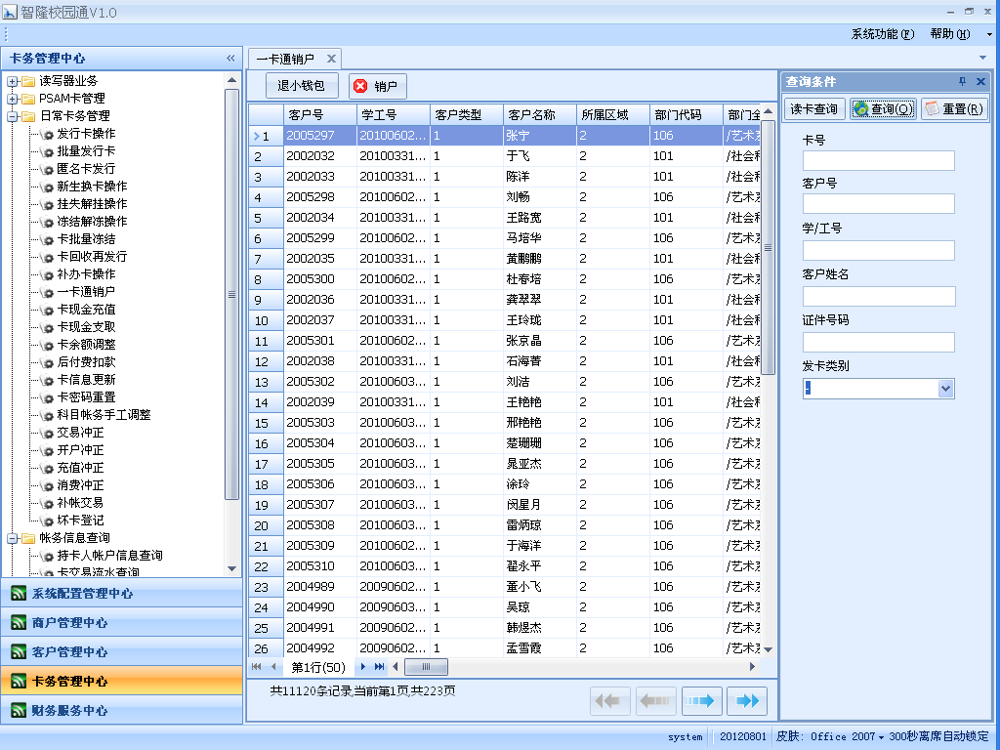 智隆校园通V1.0
系统功能(F) 帮助(H)
卡务管理中心
读写器业务
PSAM卡管理
日常卡务管理
发行卡操作
批量发行卡
匿名卡发行
新生换卡操作
挂失解挂操作
冻结解冻操作
卡批量冻结
卡回收再发行
补办卡操作
一卡通销户
卡现金充值
卡现金支取
卡余额调整
后付费扣款
卡信息更新
卡密码重置
科目帐务手工调整
交易冲正
开户冲正
充值冲正
消费冲正
补帐交易
坏卡登记
帐务信息查询
持卡人帐户信息查询
卡交易流水查询
系统配置管理中心
商户管理中心
客户管理中心
卡务管理中心
财务服务中心
一卡通销户
退小钱包 销户
客户号 学工号 客户类型 客户名称 所属区域 部门代码 部门全
1 2005297 20100602... 1 张宁 2 106 /艺术系
2 2002032 20100331... 1 于飞 2 101 /社会科
3 2002033 20100331... 1 陈洋 2 101 /社会科
4 2005298 20100602... 1 刘畅 2 106 /艺术系
5 2002034 20100331... 1 王路宽 2 101 /社会科
6 2005299 20100602... 1 马培华 2 106 /艺术系
7 2002035 20100331... 1 黄鹏鹏 2 101 /社会科
8 2005300 20100602... 1 杜春培 2 106 /艺术系
9 2002036 20100331... 1 龚翠翠 2 101 /社会科
10 2002037 20100331... 1 王玲珑 2 101 /社会科
11 2005301 20100602... 1 张京晶 2 106 /艺术系
12 2002038 20100331... 1 石海菁 2 101 /社会科
13 2005302 20100603... 1 刘洁 2 106 /艺术系
14 2002039 20100331... 1 王艳艳 2 101 /社会科
15 2005303 20100603... 1 邢艳艳 2 106 /艺术系
16 2005304 20100603... 1 楚珊珊 2 106 /艺术系
17 2005305 20100603... 1 晁亚杰 2 106 /艺术系
18 2005306 20100603... 1 徐玲 2 106 /艺术系
19 2005307 20100603... 1 闵星月 2 106 /艺术系
20 2005308 20100603... 1 雷炳琼 2 106 /艺术系
21 2005309 20100602... 1 于海洋 2 106 /艺术系
22 2005310 20100603... 1 翟永平 2 106 /艺术系
23 2004989 20090602... 1 董小飞 2 106 /艺术系
24 2004990 20090602... 1 吴琼 2 106 /艺术系
25 2004991 20090602... 1 韩煜杰 2 106 /艺术系
26 2004992 20090602... 1 孟雪霞 2 106 /艺术系
第1行(50)
共11120条记录,当前第1页,共223页
查询条件
读卡查询 查询(Q) 重置(R)
卡号
客户号
学/工号
客户姓名
证件号码
发卡类别
-
system 20120801 皮肤: Office 2007 300秒离席自动锁定